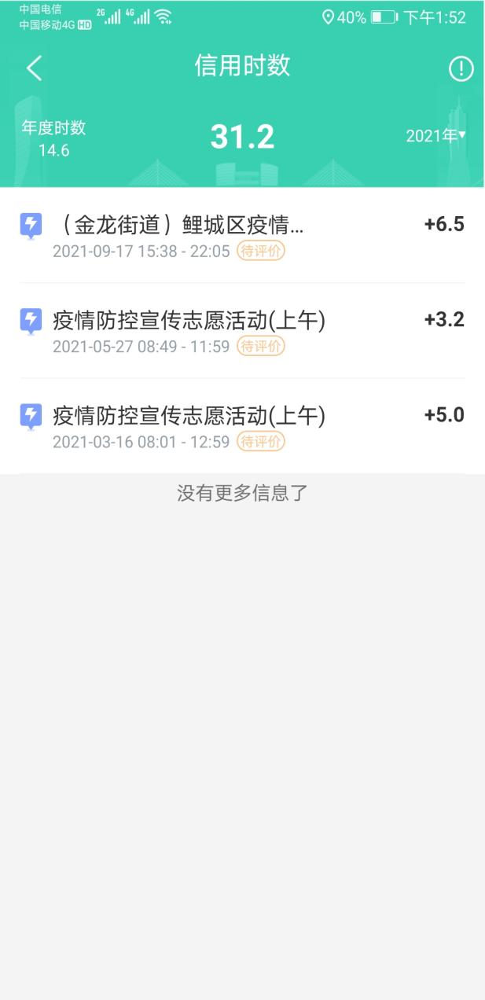 中国电信
中国移动4G HD
2G 4G
40% 下午1:52
信用时数
年度时数
14.6
31.2
2021年
（金龙街道）鲤城区疫情...
+6.5
2021-09-17 15:38 - 22:05 待评价
疫情防控宣传志愿活动(上午)
+3.2
2021-05-27 08:49 - 11:59 待评价
疫情防控宣传志愿活动(上午)
+5.0
2021-03-16 08:01 - 12:59 待评价
没有更多信息了